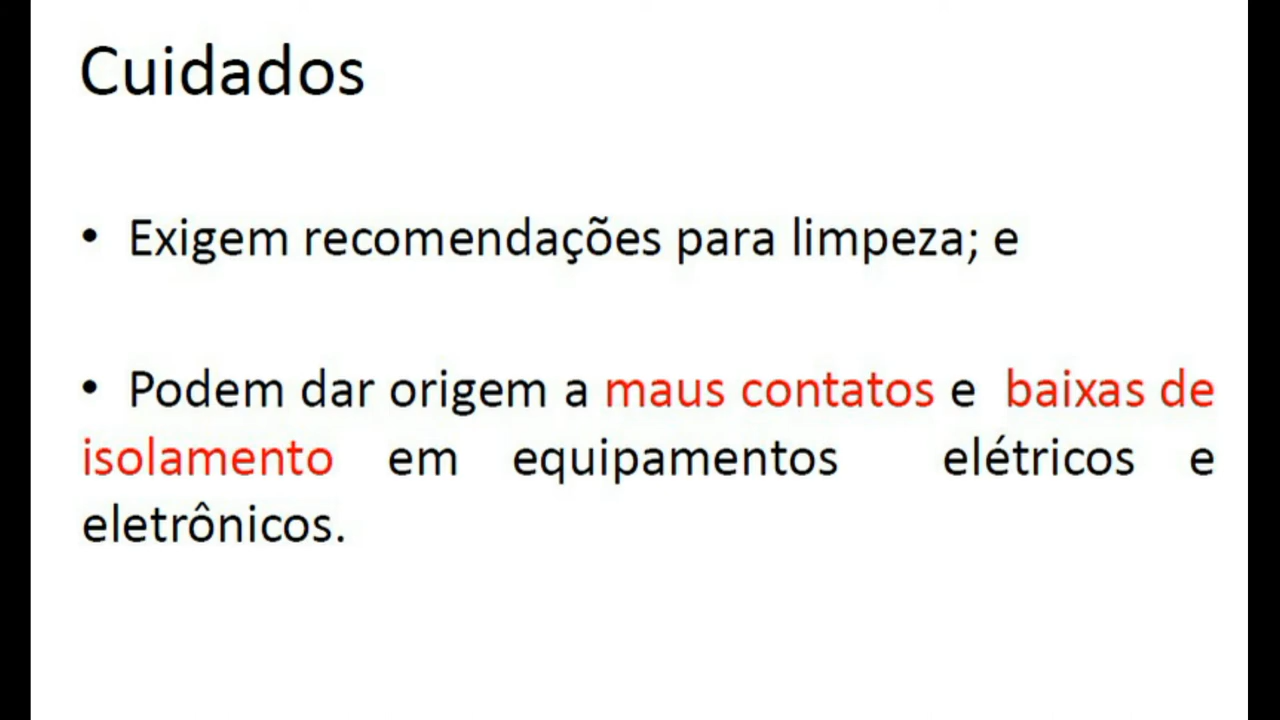 Cuidados
• Exigem recomendações para limpeza; e
• Podem dar origem a maus contatos e baixas de
isolamento em equipamentos elétricos e
eletrônicos.